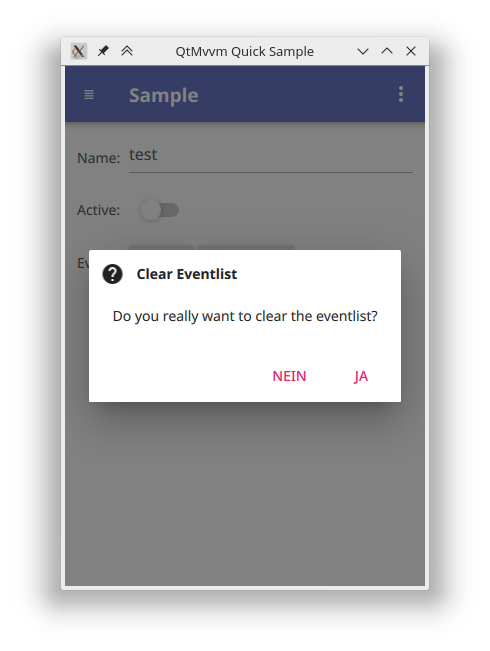 QtMvvm Quick Sample
Sample
Name: test
Active:
Clear Eventlist
Do you really want to clear the eventlist?
NEIN JA